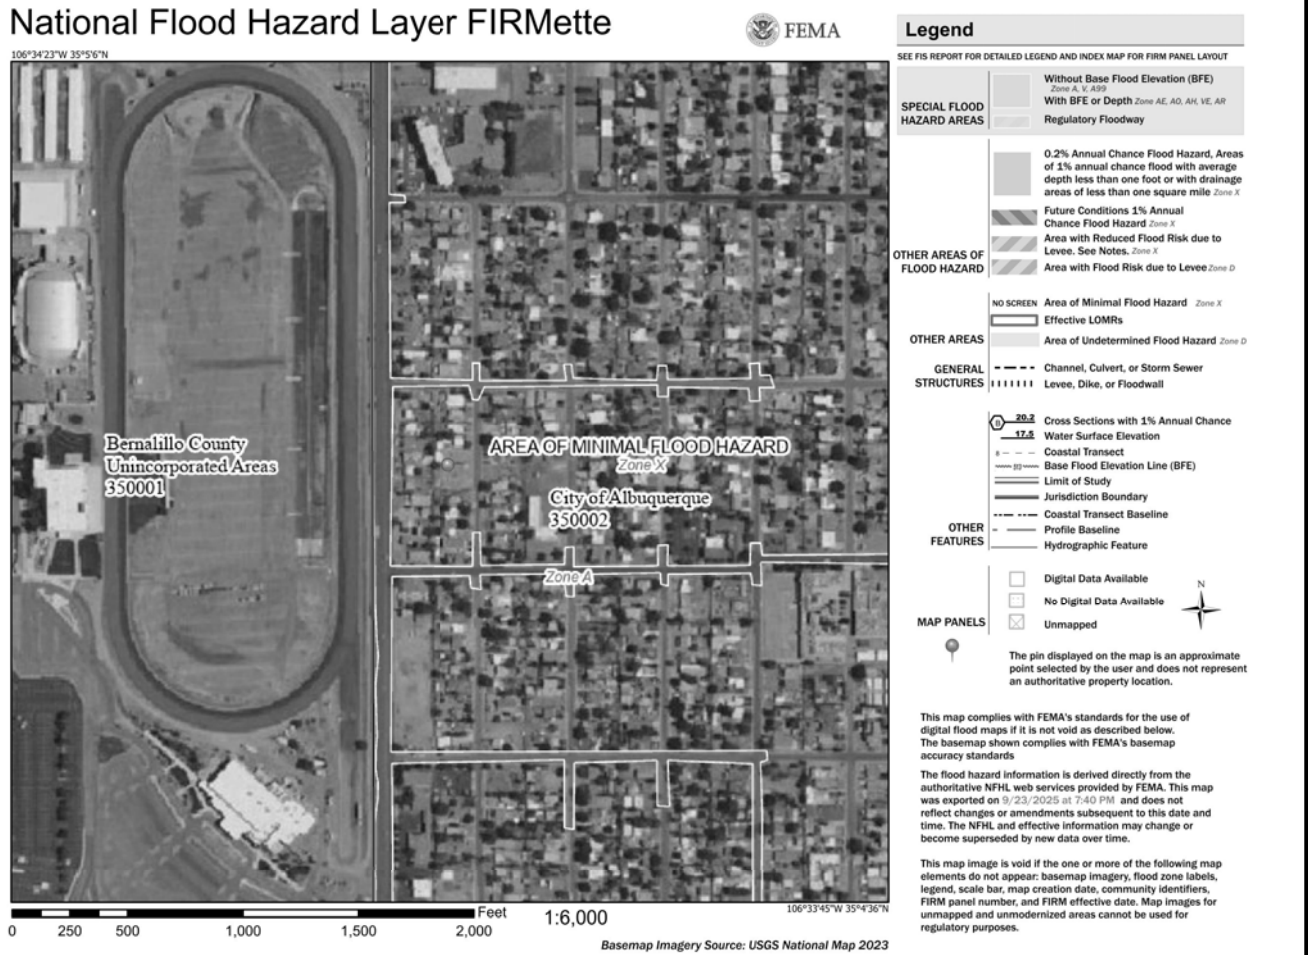 National Flood Hazard Layer FIRMette
FEMA
106°34'23"W 35°5'6"N
Bernalillo County
Unincorporated Areas
350001
AREA OF MINIMAL FLOOD HAZARD
Zone X
City of Albuquerque
350002
Zone A
106°33'45"W 35°4'36"N
0 250 500 1,000 1,500 2,000
Feet
1:6,000
Basemap Imagery Source: USGS National Map 2023
Legend
SEE FIS REPORT FOR DETAILED LEGEND AND INDEX MAP FOR FIRM PANEL LAYOUT
SPECIAL FLOOD
HAZARD AREAS
Without Base Flood Elevation (BFE)
Zone A, V, A99
With BFE or Depth Zone AE, AO, AH, VE, AR
Regulatory Floodway
0.2% Annual Chance Flood Hazard, Areas
of 1% annual chance flood with average
depth less than one foot or with drainage
areas of less than one square mile Zone X
Future Conditions 1% Annual
Chance Flood Hazard Zone X
Area with Reduced Flood Risk due to
Levee. See Notes. Zone X
OTHER AREAS OF
FLOOD HAZARD
Area with Flood Risk due to Levee Zone D
NO SCREEN Area of Minimal Flood Hazard Zone X
Effective LOMRs
OTHER AREAS
Area of Undetermined Flood Hazard Zone D
GENERAL
STRUCTURES
Channel, Culvert, or Storm Sewer
Levee, Dike, or Floodwall
B 20.2 Cross Sections with 1% Annual Chance
17.5 Water Surface Elevation
8 Coastal Transect
513 Base Flood Elevation Line (BFE)
Limit of Study
Jurisdiction Boundary
Coastal Transect Baseline
OTHER
FEATURES
Profile Baseline
Hydrographic Feature
Digital Data Available
No Digital Data Available
Unmapped
MAP PANELS
N
The pin displayed on the map is an approximate
point selected by the user and does not represent
an authoritative property location.
This map complies with FEMA's standards for the use of
digital flood maps if it is not void as described below.
The basemap shown complies with FEMA's basemap
accuracy standards
The flood hazard information is derived directly from the
authoritative NFHL web services provided by FEMA. This map
was exported on 9/23/2025 at 7:40 PM and does not
reflect changes or amendments subsequent to this date and
time. The NFHL and effective information may change or
become superseded by new data over time.
This map image is void if the one or more of the following map
elements do not appear: basemap imagery, flood zone labels,
legend, scale bar, map creation date, community identifiers,
FIRM panel number, and FIRM effective date. Map images for
unmapped and unmodernized areas cannot be used for
regulatory purposes.